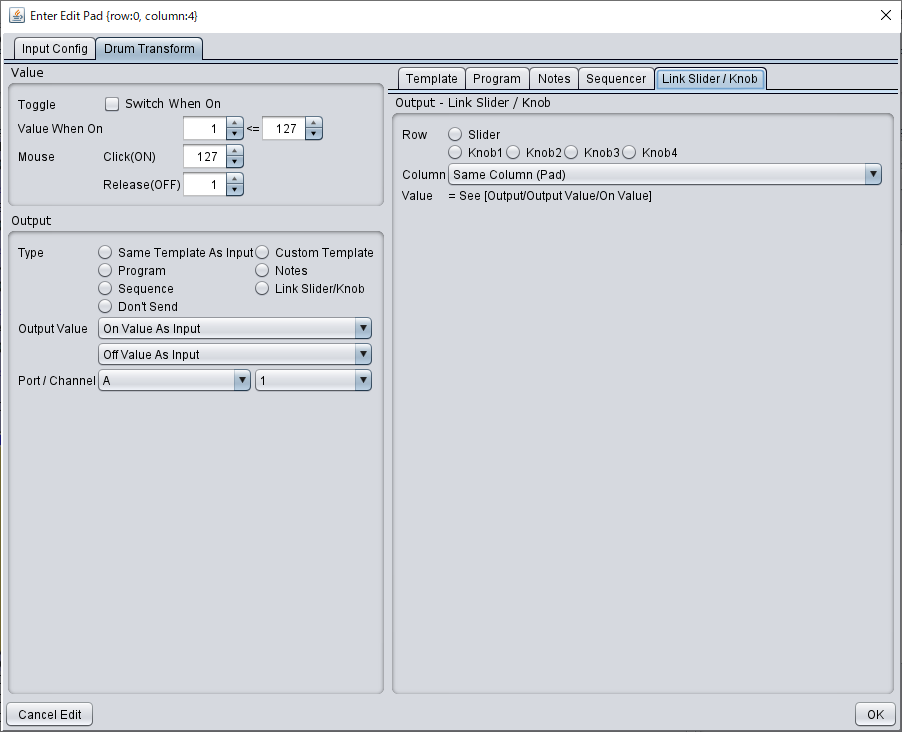 Enter Edit Pad {row:0, column:4}
Input Config
Drum Transform
Value
Toggle
Switch When On
Value When On
1
<=
127
Mouse
Click(ON)
127
Release(OFF)
1
Output
Type
Same Template As Input
Custom Template
Program
Notes
Sequence
Link Slider/Knob
Don't Send
Output Value
On Value As Input
Off Value As Input
Port / Channel
A
1
Template
Program
Notes
Sequencer
Link Slider / Knob
Output - Link Slider / Knob
Row
Slider
Knob1
Knob2
Knob3
Knob4
Column
Same Column (Pad)
Value
= See [Output/Output Value/On Value]
Cancel Edit
OK